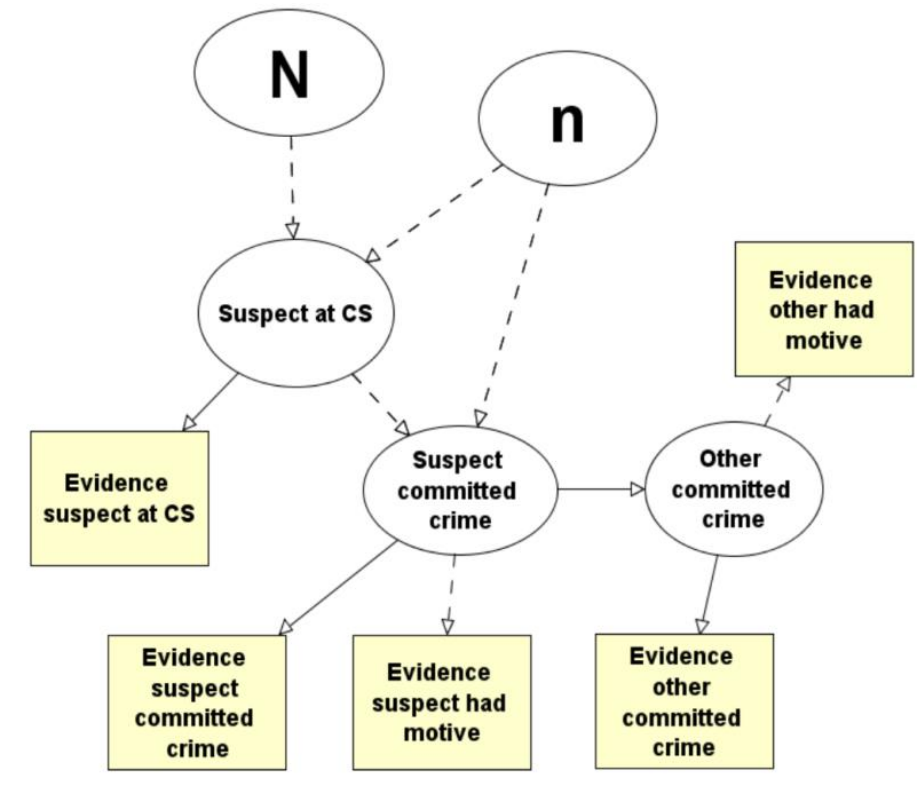 N
n
Suspect at CS
Evidence
other had
motive
Evidence
suspect at CS
Suspect
committed
crime
Other
committed
crime
Evidence
suspect
committed
crime
Evidence
suspect had
motive
Evidence
other
committed
crime